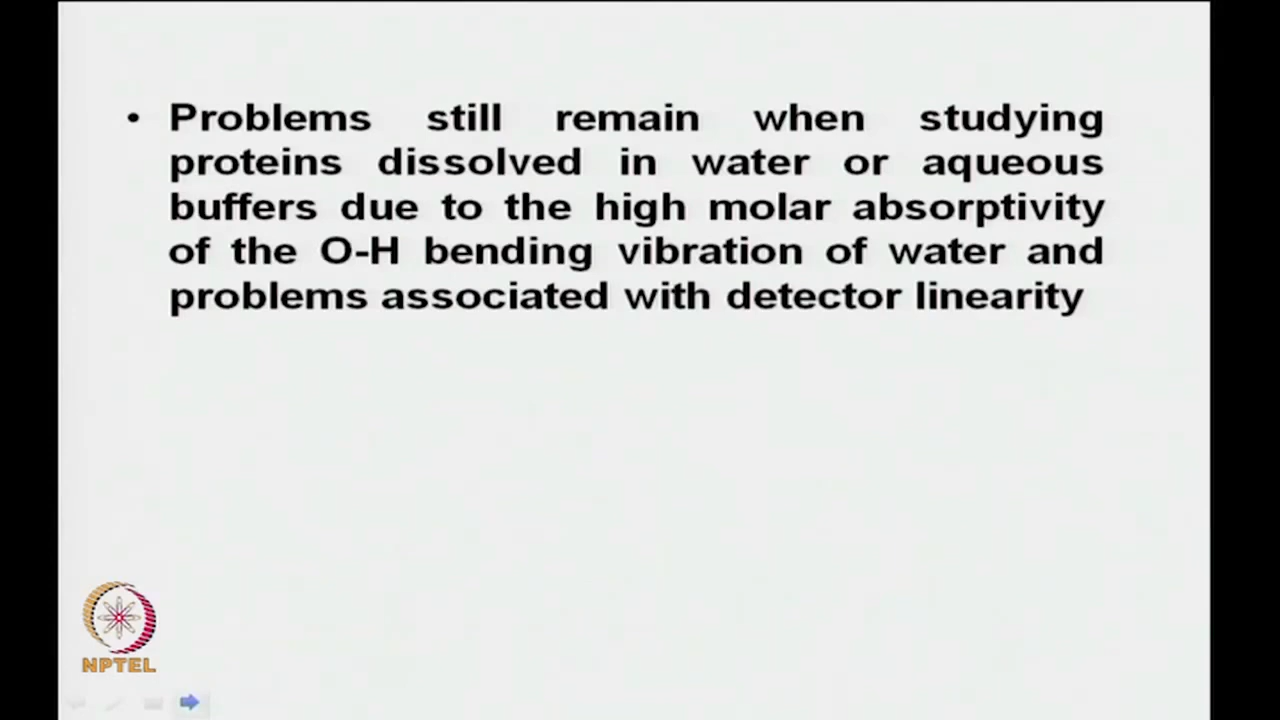 • Problems still remain when studying
proteins dissolved in water or aqueous
buffers due to the high molar absorptivity
of the O-H bending vibration of water and
problems associated with detector linearity
NPTEL